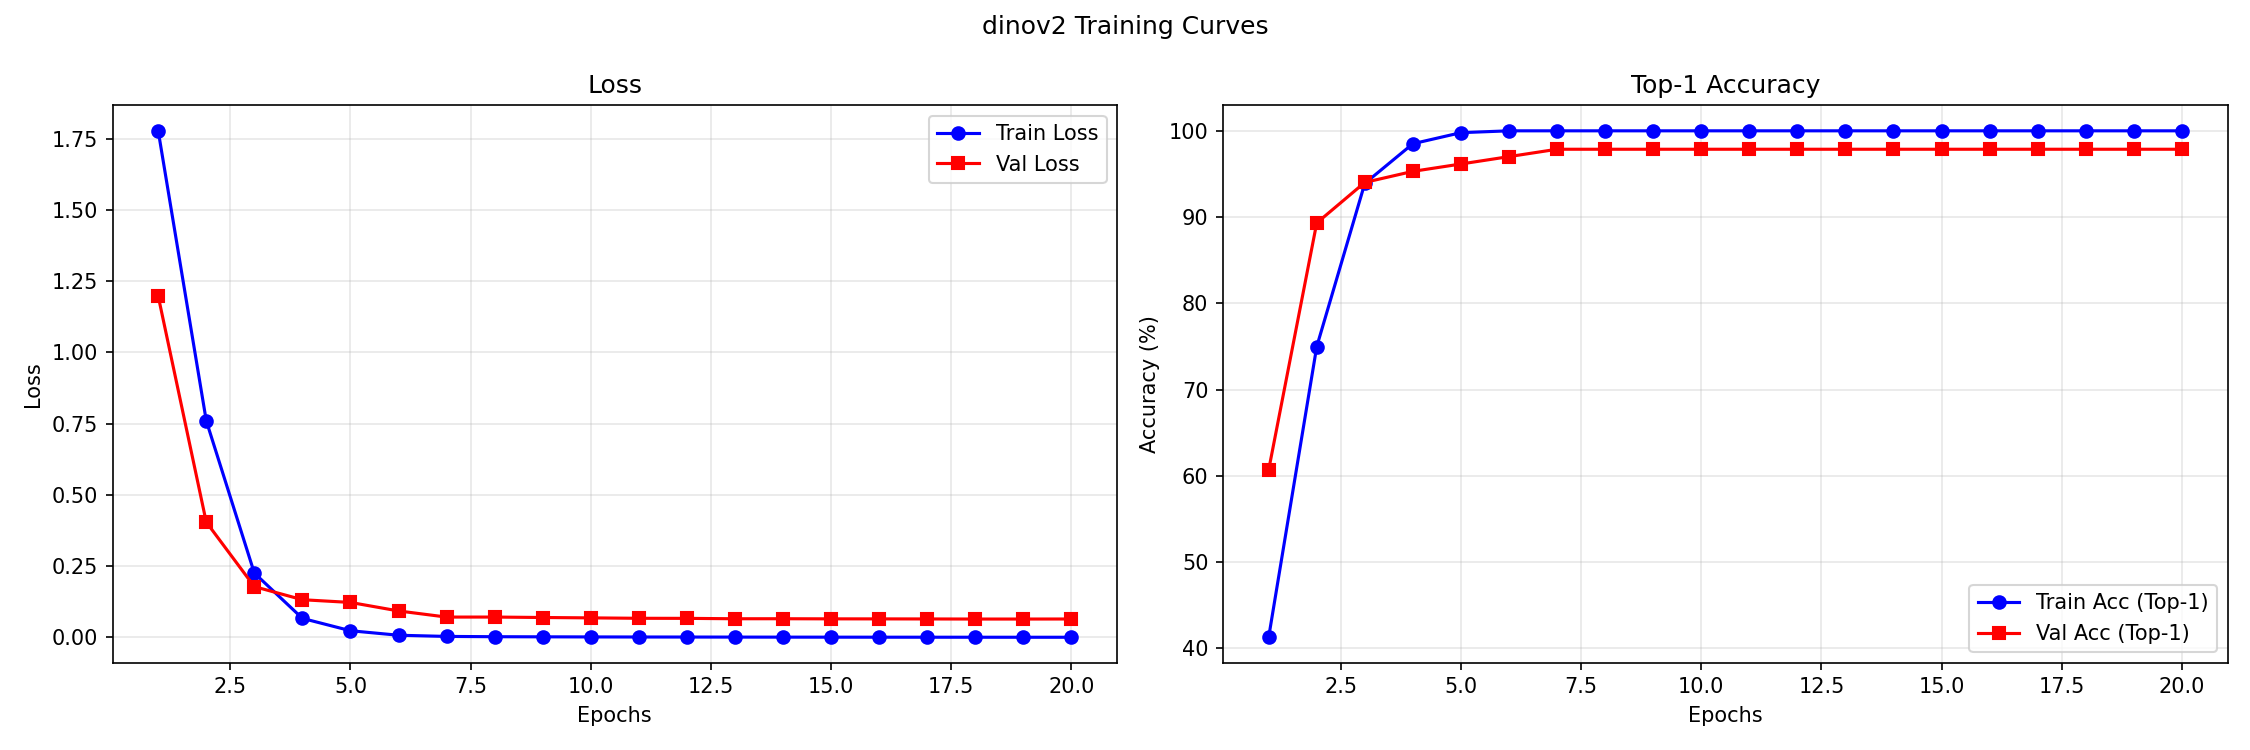 dinov2 Training Curves
Loss
Train Loss
Val Loss
1.75
1.50
1.25
1.00
0.75
0.50
0.25
0.00
Loss
2.5 5.0 7.5 10.0 12.5 15.0 17.5 20.0
Epochs
Top-1 Accuracy
100
90
80
70
60
50
40
Accuracy (%)
Train Acc (Top-1)
Val Acc (Top-1)
2.5 5.0 7.5 10.0 12.5 15.0 17.5 20.0
Epochs